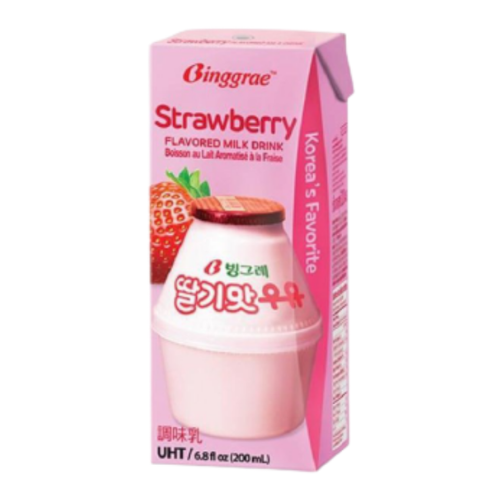 Binggrae™
Strawberry
FLAVORED MILK DRINK
Boisson au Lait Aromatisé à la Fraise
Korea's Favorite
빙그레
딸기맛우유
調味乳
UHT / 6.8 fl oz (200 mL)